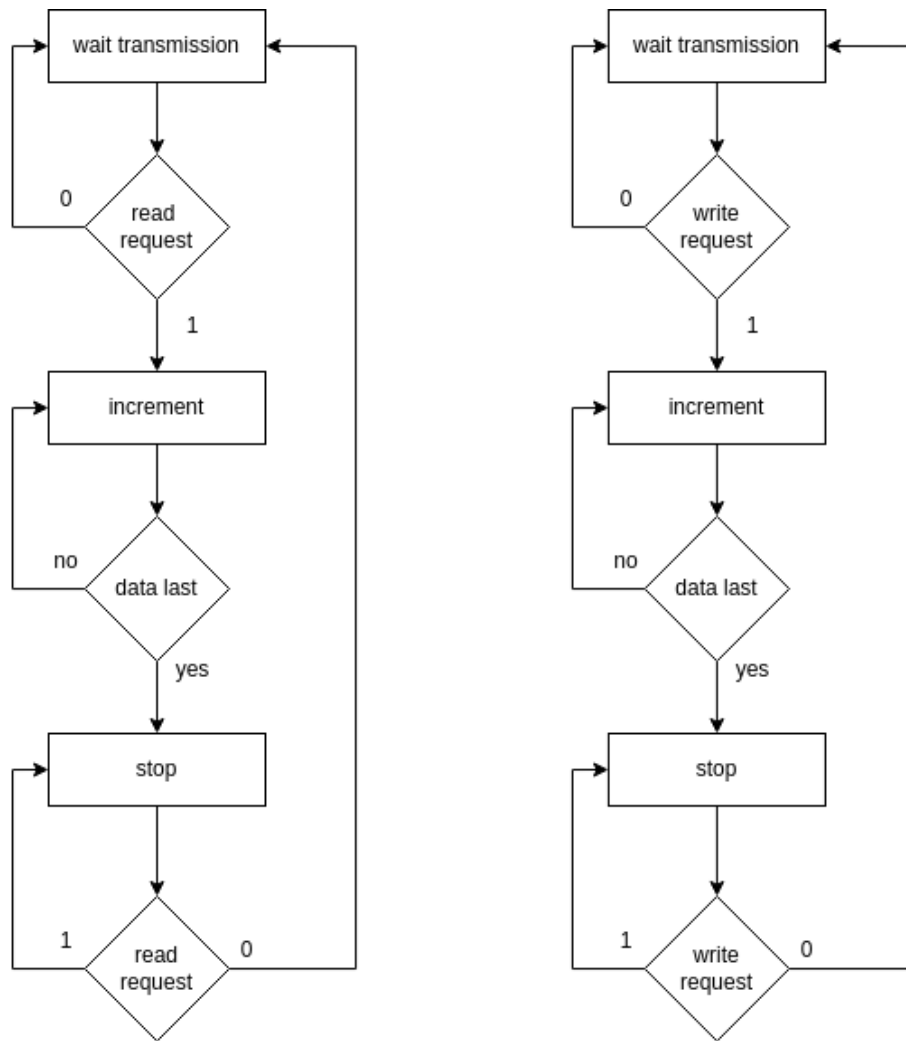 wait transmission
0
read
request
1
increment
no
data last
yes
stop
1
read
request
0
wait transmission
0
write
request
1
increment
no
data last
yes
stop
1
write
request
0